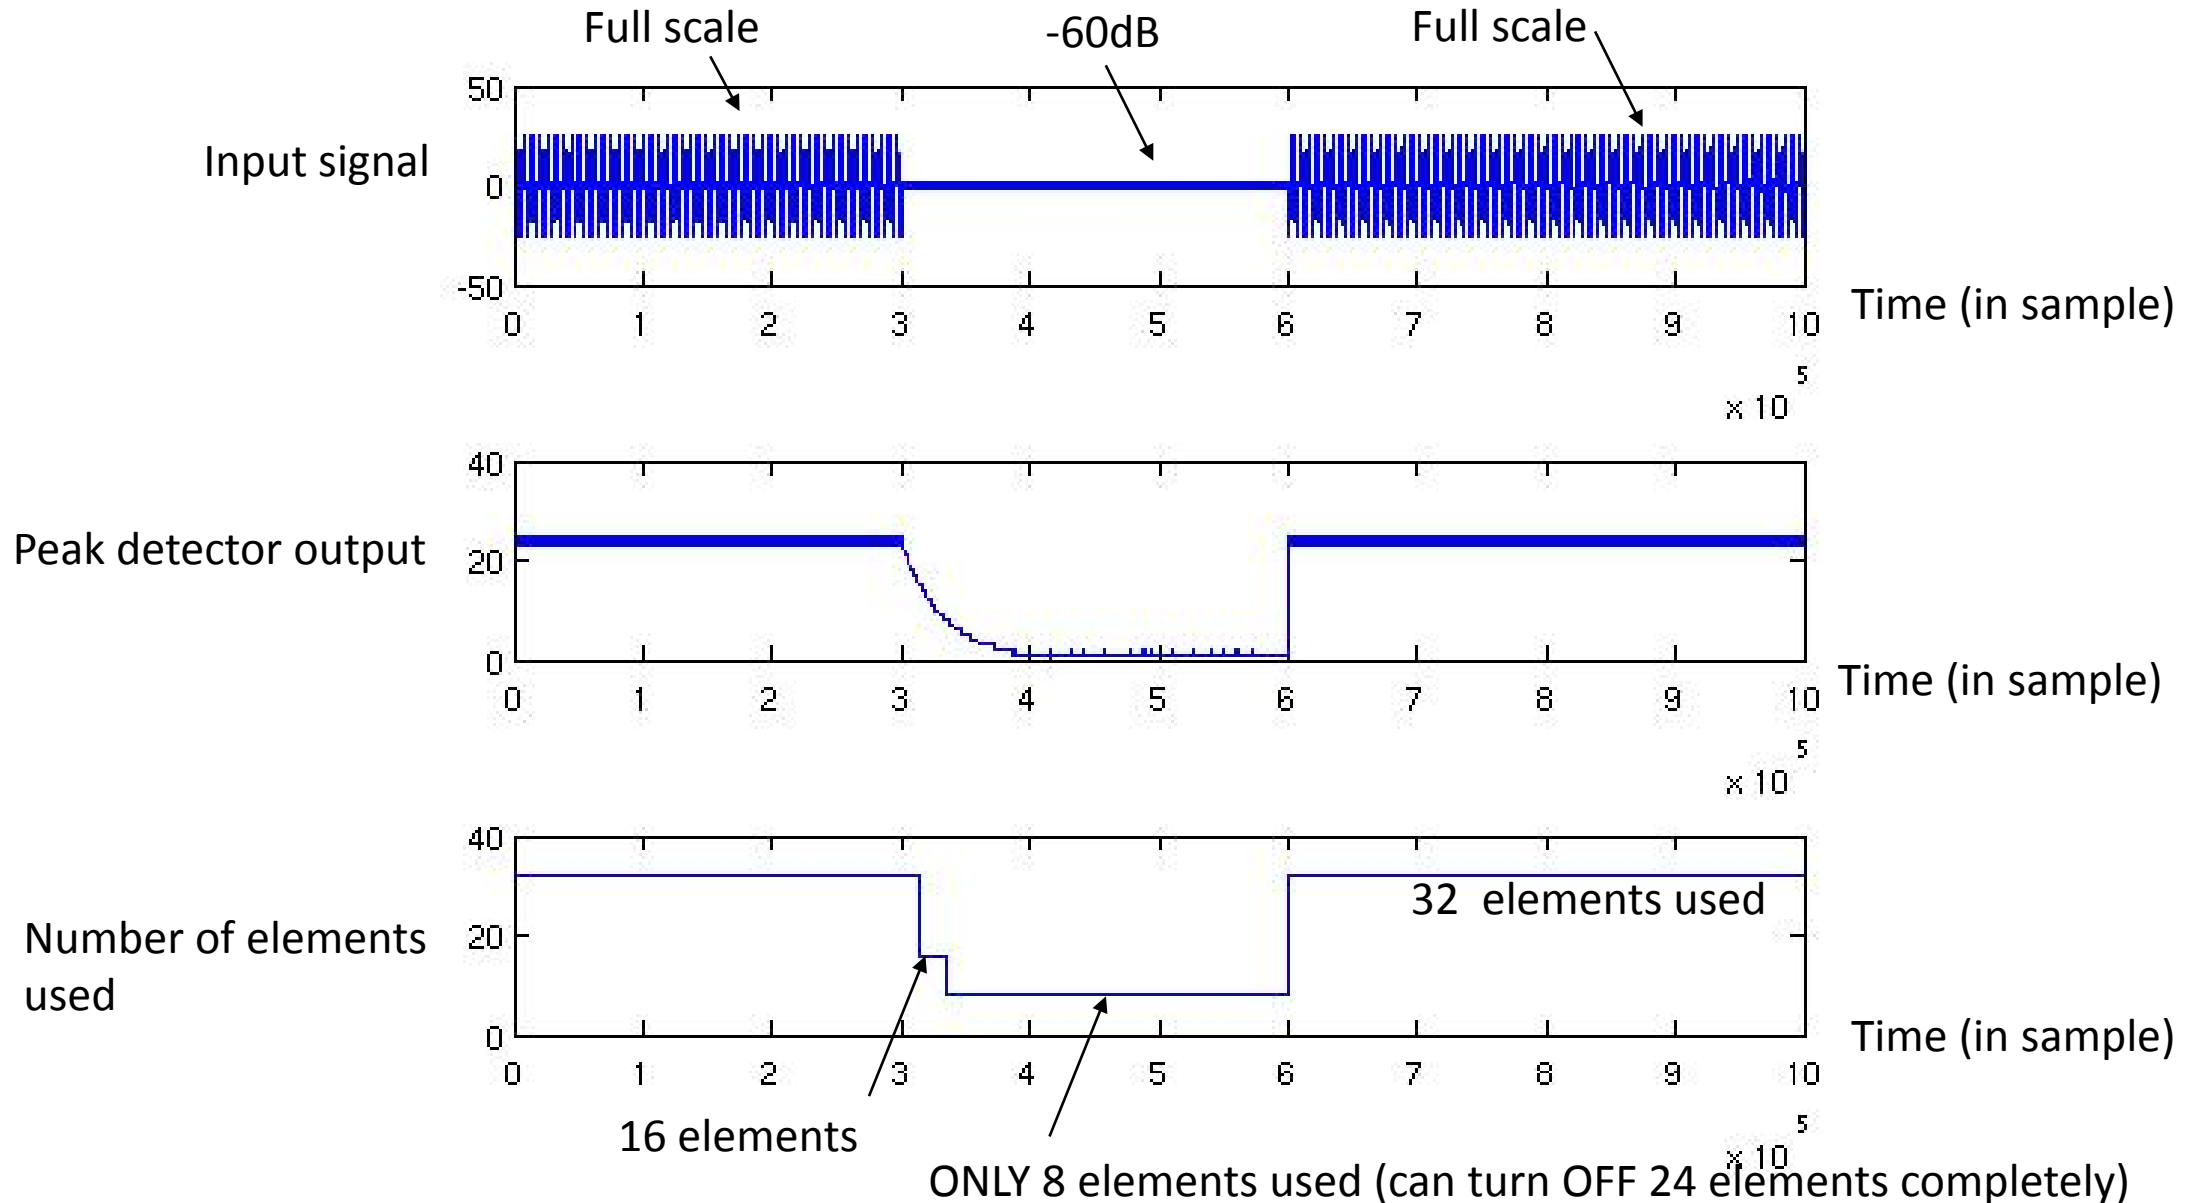 Full scale
-60dB
Full scale
Input signal
50
0
-50
0 1 2 3 4 5 6 7 8 9 10
Time (in sample)
x 10 5
Peak detector output
40
20
0
0 1 2 3 4 5 6 7 8 9 10
Time (in sample)
x 10 5
Number of elements
used
40
20
0
32 elements used
0 1 2 3 4 5 6 7 8 9 10
Time (in sample)
x 10 5
16 elements
ONLY 8 elements used (can turn OFF 24 elements completely)